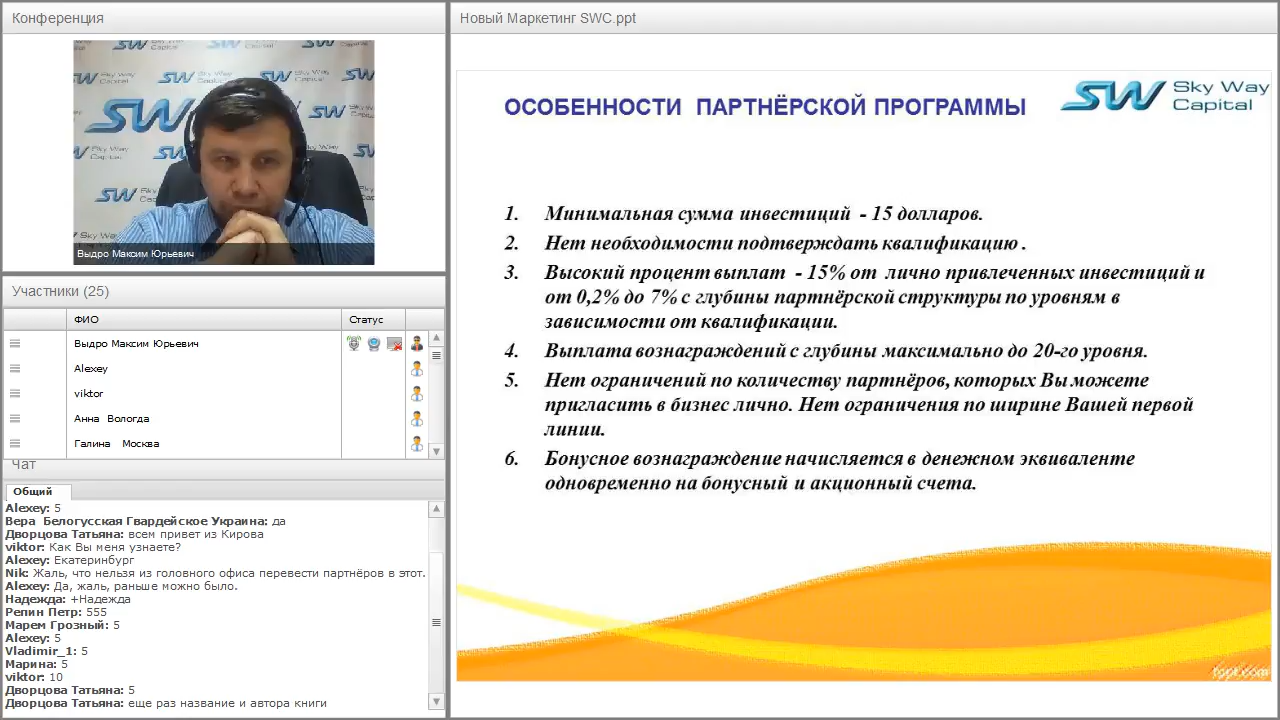 Конференция
Выдро Максим Юрьевич
Участники (25)
ФИО
Статус
Выдро Максим Юрьевич
Alexey
viktor
Анна Вологда
Галина Москва
Чат
Общий
Alexey: 5
Вера Белогусская Гвардейское Украина: да
Дворцова Татьяна: всем привет из Кирова
viktor: Как Вы меня узнаете?
Alexey: Екатеринбург
Nik: Жаль, что нельзя из головного офиса перевести партнёров в этот.
Alexey: Да, жаль, раньше можно было.
Надежда: +Надежда
Репин Петр: 555
Марем Грозный: 5
Alexey: 5
Vladimir_1: 5
Марина: 5
viktor: 10
Дворцова Татьяна: 5
Дворцова Татьяна: еще раз название и автора книги
Новый Маркетинг SWC.ppt
ОСОБЕННОСТИ ПАРТНЁРСКОЙ ПРОГРАММЫ
SW Sky Way
Capital
1. Минимальная сумма инвестиций - 15 долларов.
2. Нет необходимости подтверждать квалификацию .
3. Высокий процент выплат - 15% от лично привлеченных инвестиций и
от 0,2% до 7% с глубины партнёрской структуры по уровням в
зависимости от квалификации.
4. Выплата вознаграждений с глубины максимально до 20-го уровня.
5. Нет ограничений по количеству партнёров, которых Вы можете
пригласить в бизнес лично. Нет ограничения по ширине Вашей первой
линии.
6. Бонусное вознаграждение начисляется в денежном эквиваленте
одновременно на бонусный и акционный счета.
fppt.com